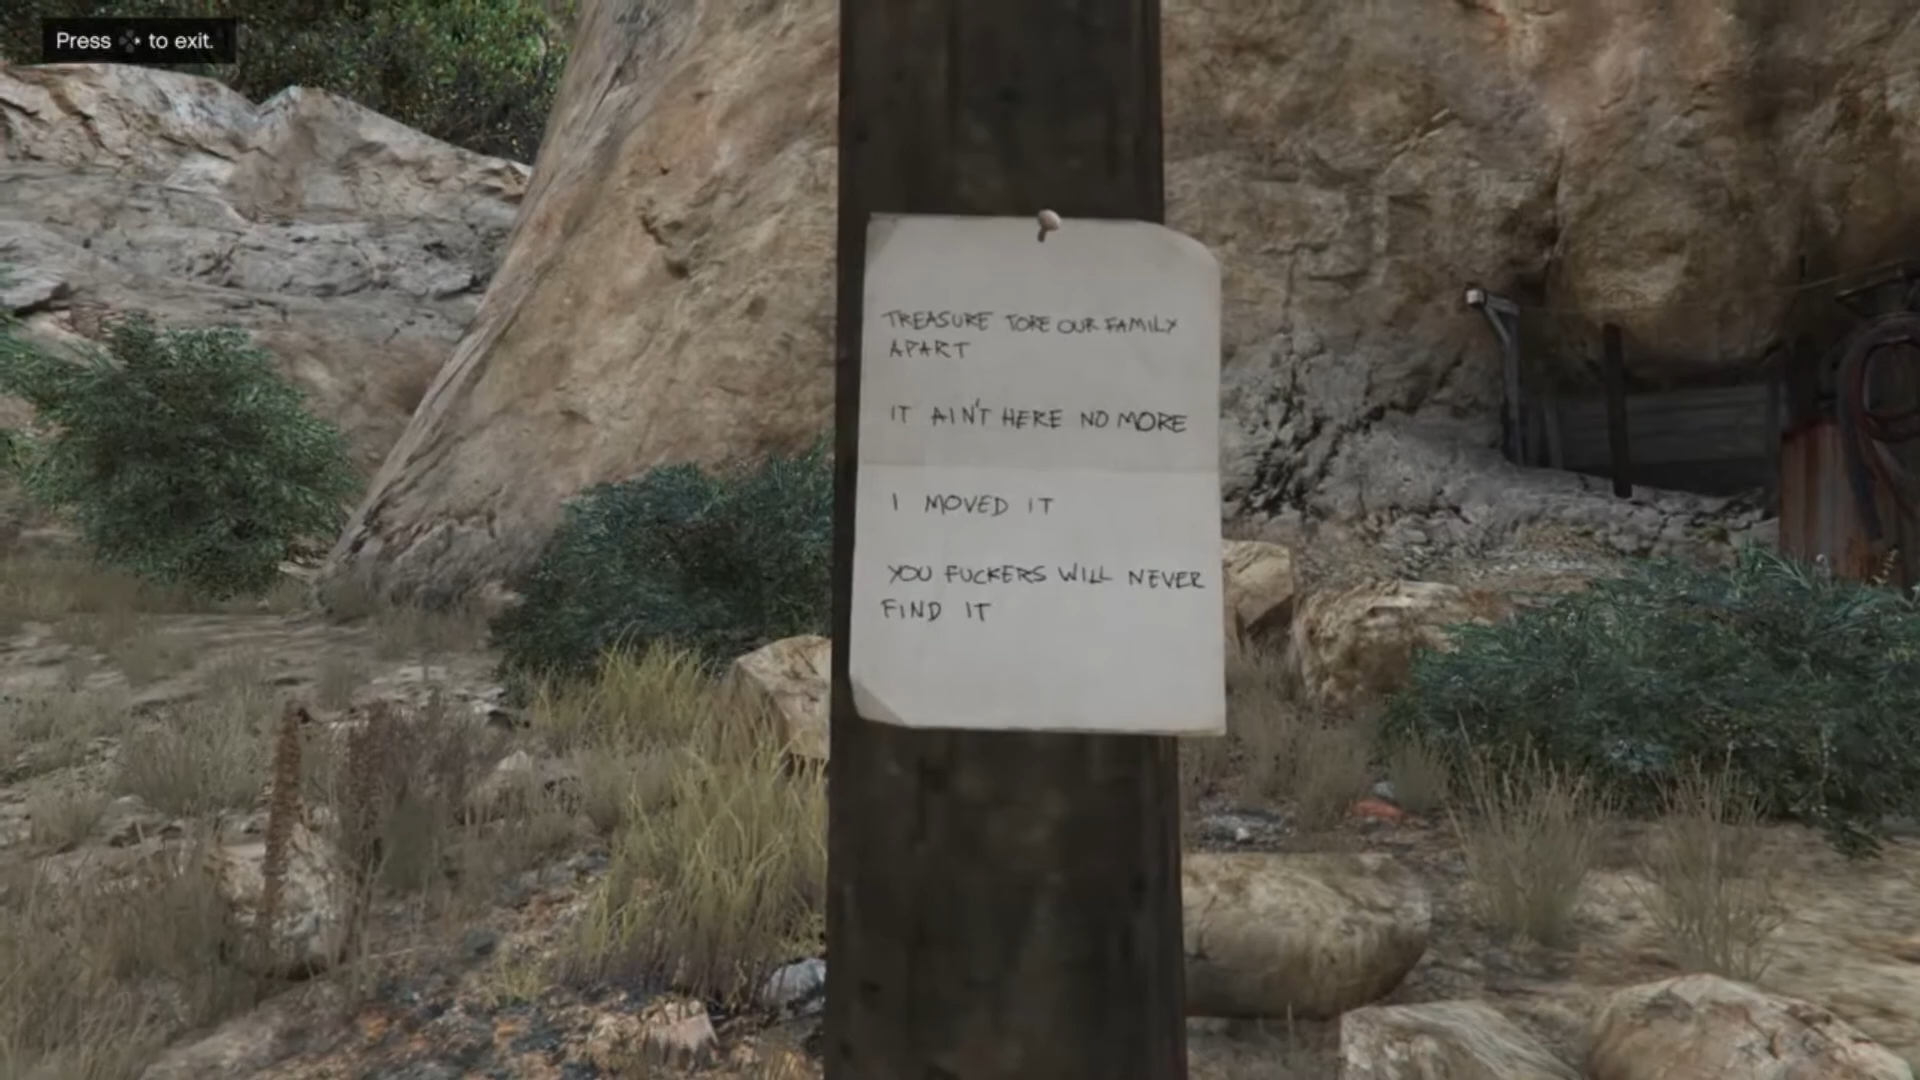 Press to exit.
TREASURE TORE OUR FAMILY
APART
IT AIN'T HERE NO MORE
I MOVED IT
YOU FUCKERS WILL NEVER
FIND IT